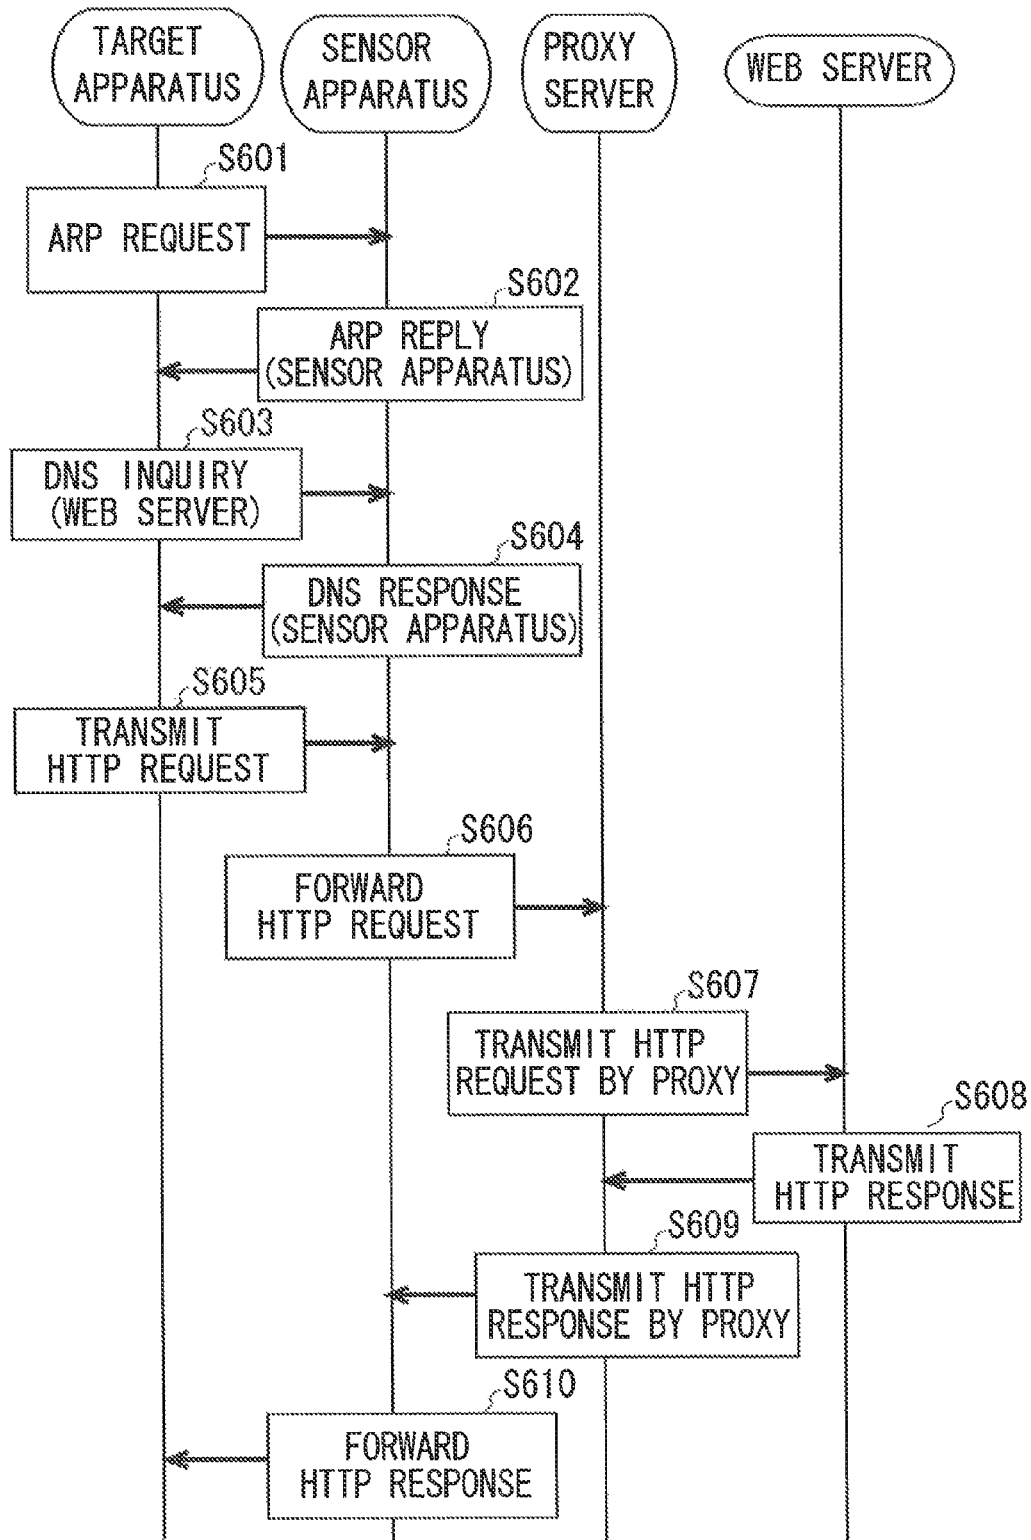 TARGET
APPARATUS
SENSOR
APPARATUS
PROXY
SERVER
WEB SERVER
S601
ARP REQUEST
S602
ARP REPLY
(SENSOR APPARATUS)
S603
DNS INQUIRY
(WEB SERVER)
S604
DNS RESPONSE
(SENSOR APPARATUS)
S605
TRANSMIT
HTTP REQUEST
S606
FORWARD
HTTP REQUEST
S607
TRANSMIT HTTP
REQUEST BY PROXY
S608
TRANSMIT
HTTP RESPONSE
S609
TRANSMIT HTTP
RESPONSE BY PROXY
S610
FORWARD
HTTP RESPONSE